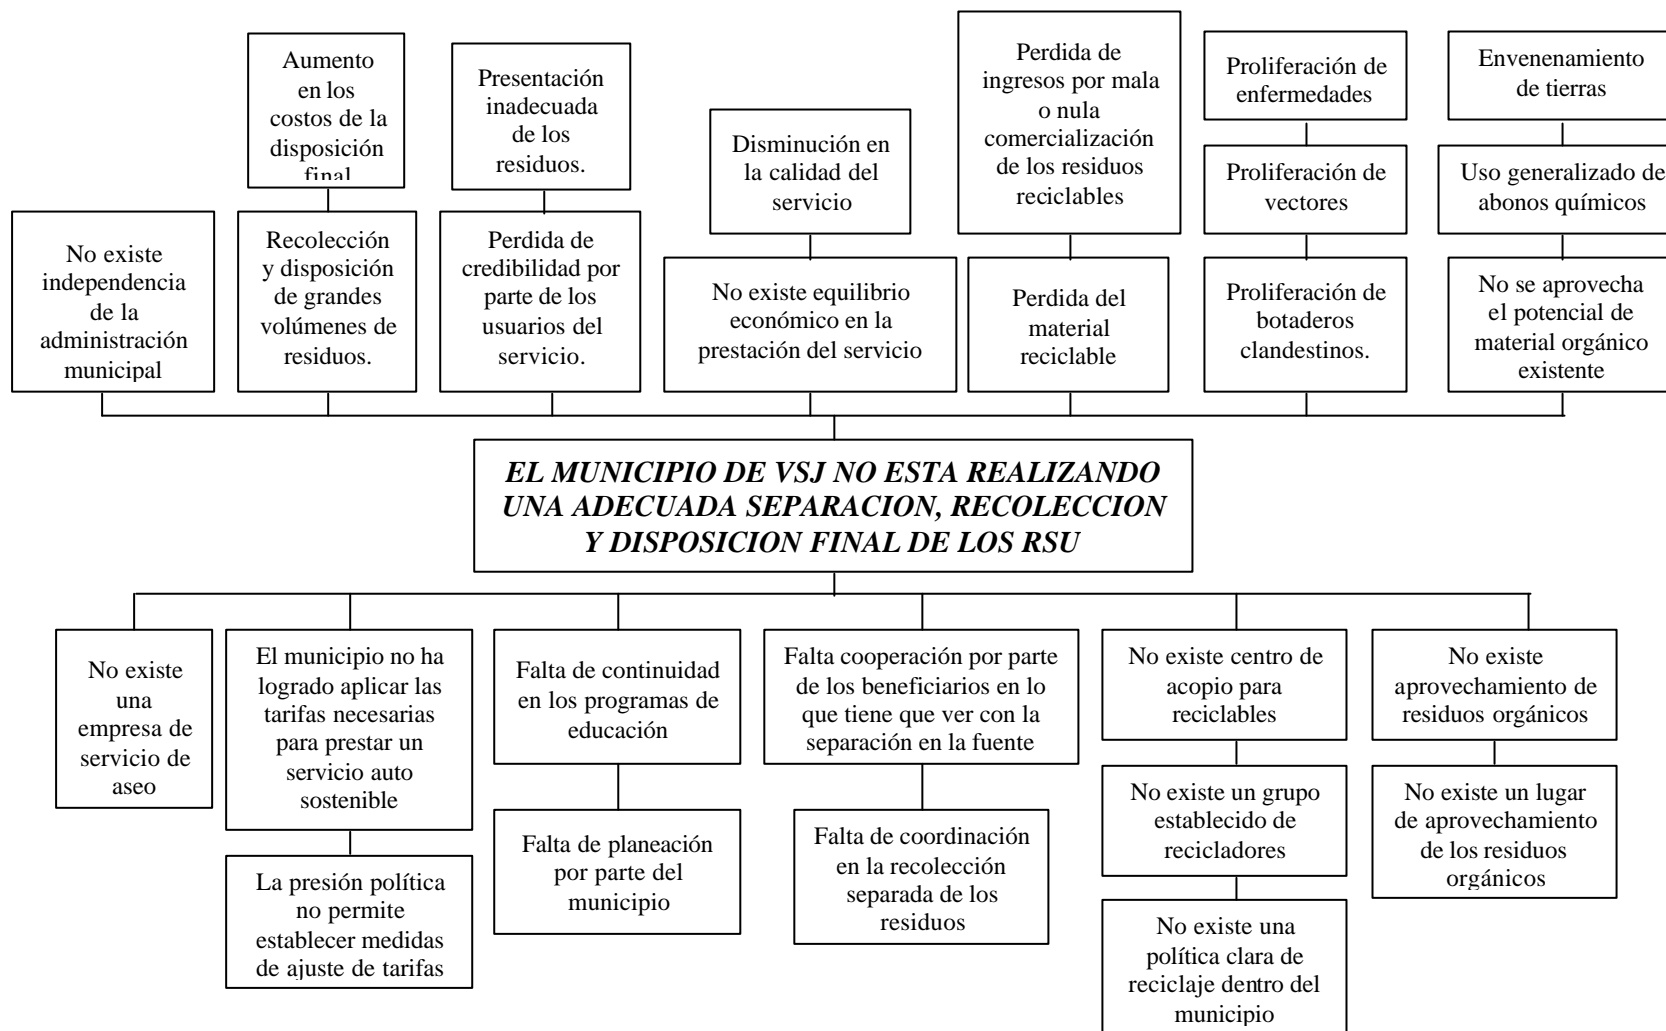 Aumento
en los
costos de la
disposición
final
Presentación
inadecuada
de los
residuos.
Disminución en
la calidad del
servicio
Perdida de
ingresos por mala
o nula
comercialización
de los residuos
reciclables
Proliferación de
enfermedades
Envenenamiento
de tierras
Proliferación de
vectores
Uso generalizado de
abonos químicos
No existe
independencia
de la
administración
municipal
Recolección
y disposición
de grandes
volúmenes de
residuos.
Perdida de
credibilidad por
parte de los
usuarios del
servicio.
No existe equilibrio
económico en la
prestación del servicio
Perdida del
material
reciclable
Proliferación de
botaderos
clandestinos.
No se aprovecha
el potencial de
material orgánico
existente
EL MUNICIPIO DE VSJ NO ESTA REALIZANDO
UNA ADECUADA SEPARACION, RECOLECCION
Y DISPOSICION FINAL DE LOS RSU
No existe
una
empresa de
servicio de
aseo
El municipio no ha
logrado aplicar las
tarifas necesarias
para prestar un
servicio auto
sostenible
Falta de continuidad
en los programas de
educación
Falta cooperación por parte
de los beneficiarios en lo
que tiene que ver con la
separación en la fuente
No existe centro de
acopio para
reciclables
No existe
aprovechamiento de
residuos orgánicos
La presión política
no permite
establecer medidas
de ajuste de tarifas
Falta de planeación
por parte del
municipio
Falta de coordinación
en la recolección
separada de los
residuos
No existe un grupo
establecido de
recicladores
No existe un lugar
de aprovechamiento
de los residuos
orgánicos
No existe una
política clara de
reciclaje dentro del
municipio